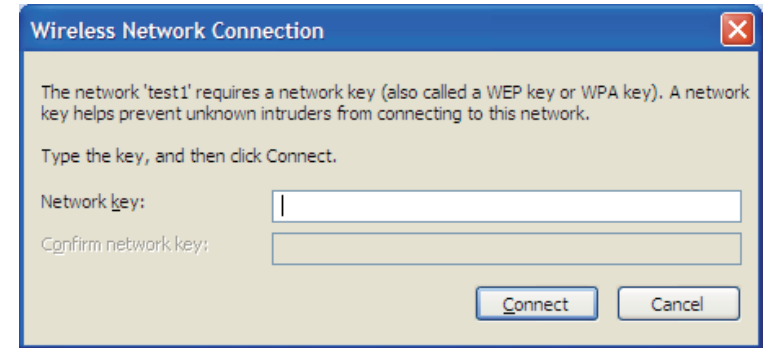 Wireless Network Connection
The network 'test1' requires a network key (also called a WEP key or WPA key). A network
key helps prevent unknown intruders from connecting to this network.
Type the key, and then click Connect.
Network key:
Confirm network key:
Connect Cancel